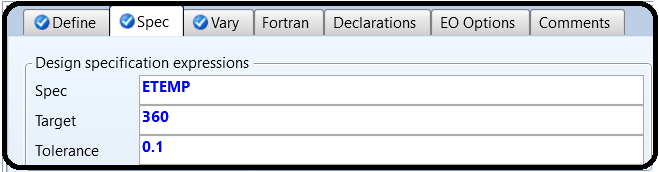 Define Spec Vary Fortran Declarations EO Options Comments
Design specification expressions
Spec ETEMP
Target 360
Tolerance 0.1